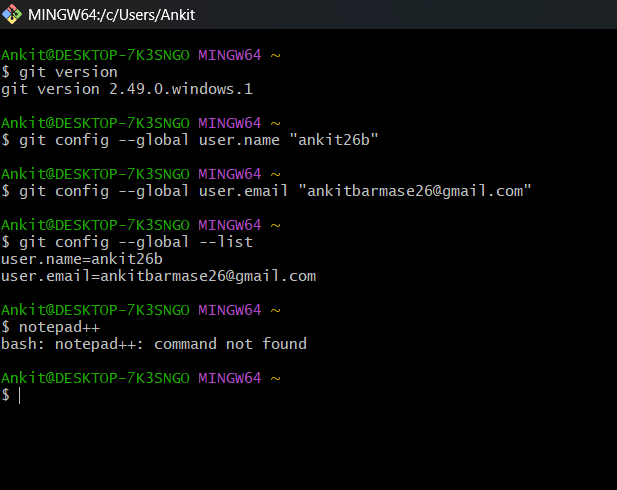 MINGW64:/c/Users/Ankit
Ankit@DESKTOP-7K3SNGO MINGW64 ~
$ git version
git version 2.49.0.windows.1
Ankit@DESKTOP-7K3SNGO MINGW64 ~
$ git config --global user.name "ankit26b"
Ankit@DESKTOP-7K3SNGO MINGW64 ~
$ git config --global user.email "ankitbarmase26@gmail.com"
Ankit@DESKTOP-7K3SNGO MINGW64 ~
$ git config --global --list
user.name=ankit26b
user.email=ankitbarmase26@gmail.com
Ankit@DESKTOP-7K3SNGO MINGW64 ~
$ notepad++
bash: notepad++: command not found
Ankit@DESKTOP-7K3SNGO MINGW64 ~
$